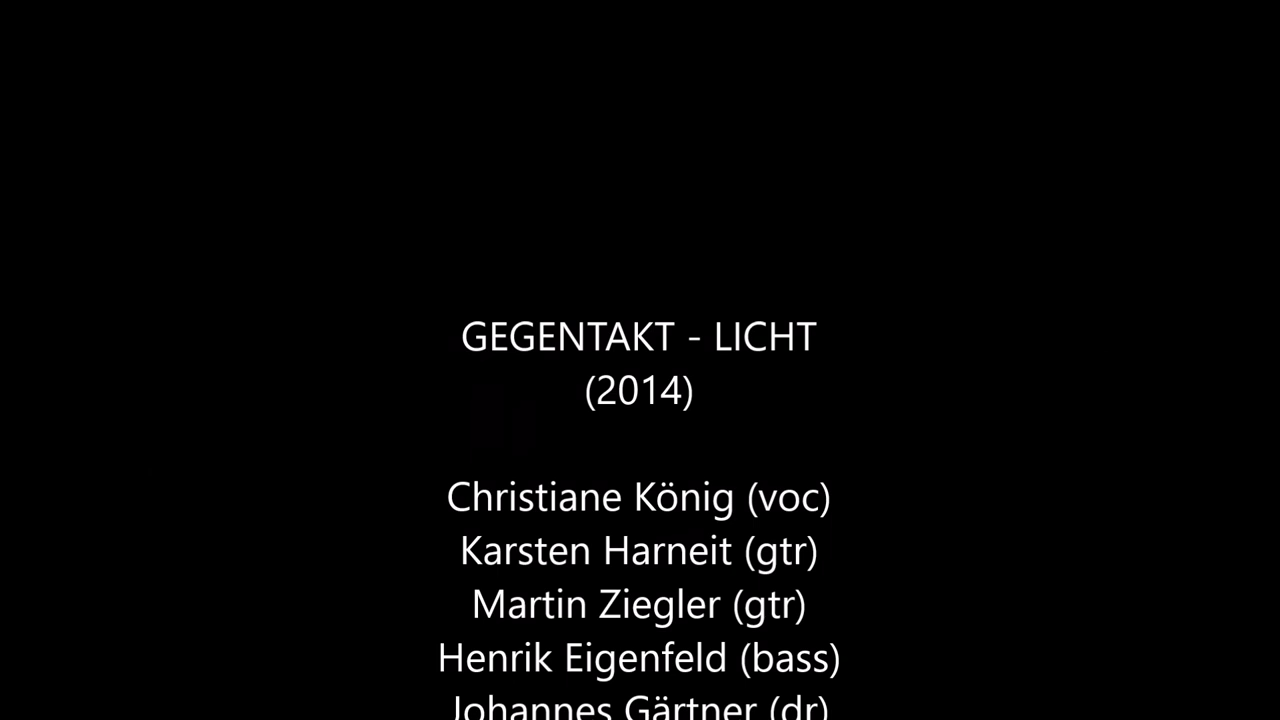 GEGENTAKT - LICHT
(2014)
Christiane König (voc)
Karsten Harneit (gtr)
Martin Ziegler (gtr)
Henrik Eigenfeld (bass)
Johannes Gärtner (dr)